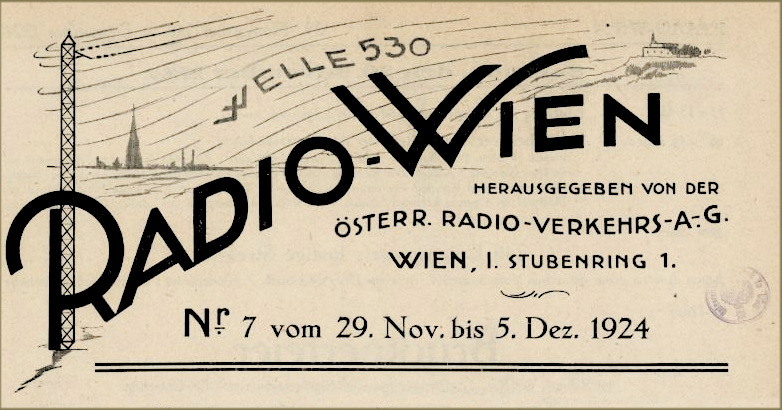 WELLE 530
RADIO-WIEN
HERAUSGEGEBEN VON DER
ÖSTERR. RADIO-VERKEHRS-A.-G.
WIEN, I. STUBENRING 1.
Nr. 7 vom 29. Nov. bis 5. Dez. 1924